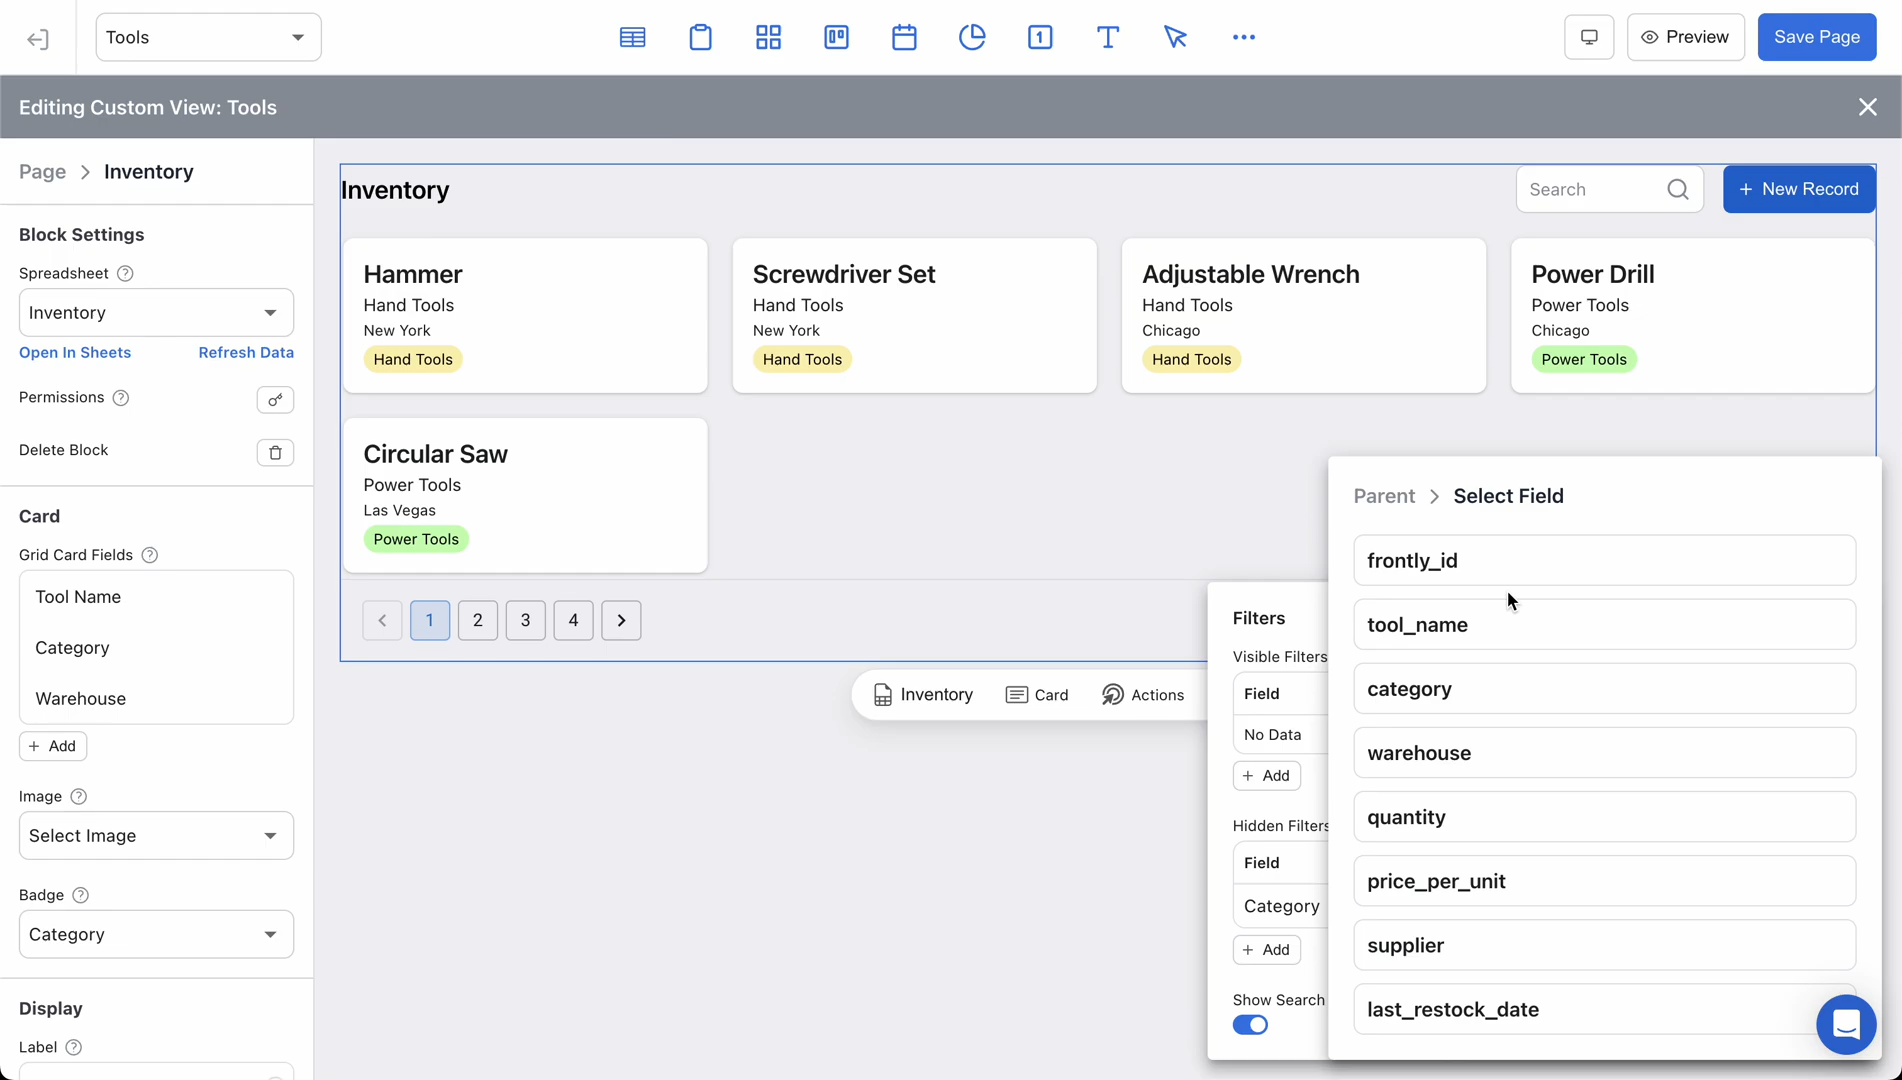 Tools
1
T
Preview
Save Page
Editing Custom View: Tools
Page > Inventory
Block Settings
Spreadsheet ?
Inventory
Open In Sheets
Refresh Data
Permissions ?
Delete Block
Card
Grid Card Fields ?
Tool Name
Category
Warehouse
+ Add
Image ?
Select Image
Badge ?
Category
Display
Label ?
Inventory
Search
+ New Record
Hammer
Hand Tools
New York
Hand Tools
Screwdriver Set
Hand Tools
New York
Hand Tools
Adjustable Wrench
Hand Tools
Chicago
Hand Tools
Power Drill
Power Tools
Chicago
Power Tools
Circular Saw
Power Tools
Las Vegas
Power Tools
< 1 2 3 4 >
Inventory
Card
Actions
Filters
Visible Filters
Field
No Data
+ Add
Hidden Filters
Field
Category
+ Add
Show Search
Parent > Select Field
frontly_id
tool_name
category
warehouse
quantity
price_per_unit
supplier
last_restock_date